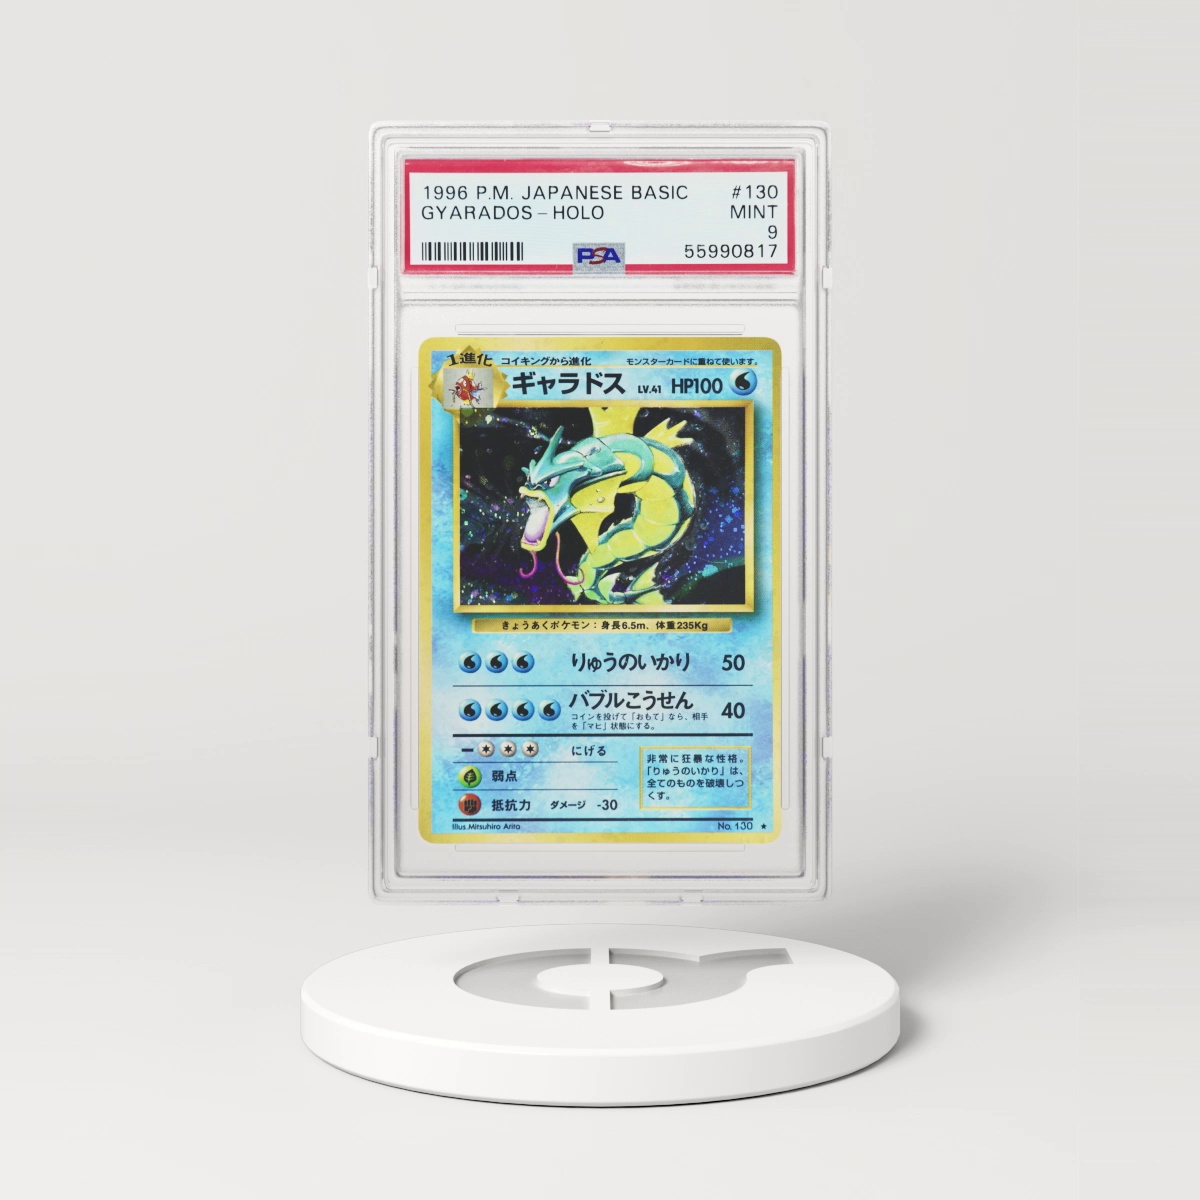 1996 P.M. JAPANESE BASIC #130
GYARADOS - HOLO MINT
9
PSA 55990817
1進化 コイキングから進化 モンスターカードに重ねて使います。
ギャラドス LV.41 HP100
きょうあくポケモン：身長6.5m、体重235Kg
りゅうのいかり 50
バブルこうせん 40
コインを投げて「おもて」なら、相手
を「マヒ」状態にする。
にげる
弱点
抵抗力 ダメージ -30
非常に狂暴な性格。
「りゅうのいかり」は、
全てのものを破壊しつ
くす。
Illus. Mitsuhiro Arita No. 130 ★